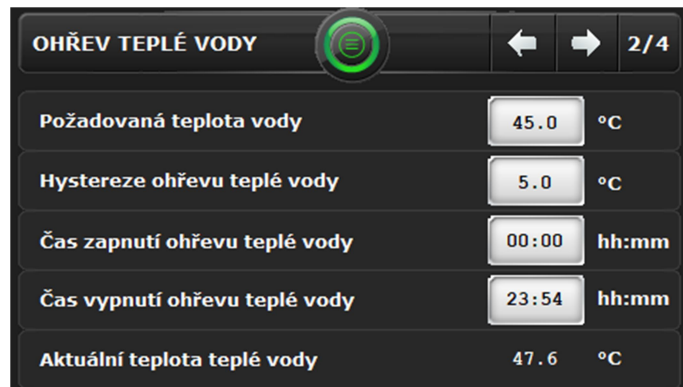 OHŘEV TEPLÉ VODY 2/4
Požadovaná teplota vody 45.0 °C
Hystereze ohřevu teplé vody 5.0 °C
Čas zapnutí ohřevu teplé vody 00:00 hh:mm
Čas vypnutí ohřevu teplé vody 23:54 hh:mm
Aktuální teplota teplé vody 47.6 °C